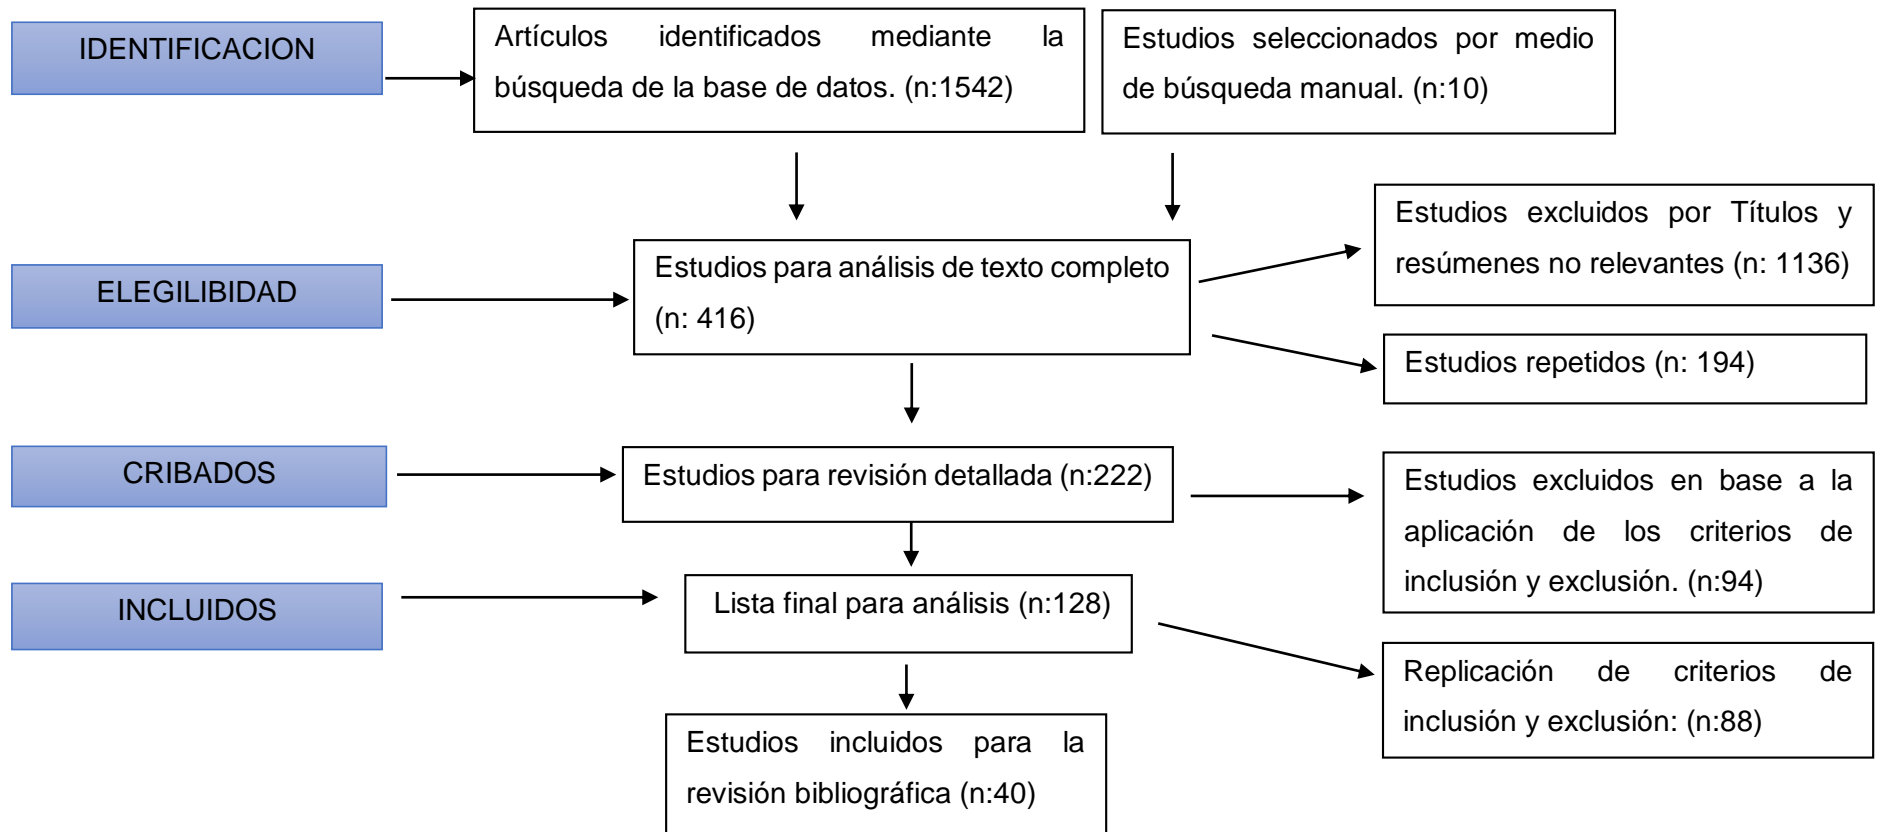 IDENTIFICACION
Artículos identificados mediante la
búsqueda de la base de datos. (n:1542)
Estudios seleccionados por medio
de búsqueda manual. (n:10)
ELEGILIBIDAD
Estudios para análisis de texto completo
(n: 416)
Estudios excluidos por Títulos y
resúmenes no relevantes (n: 1136)
Estudios repetidos (n: 194)
CRIBADOS
Estudios para revisión detallada (n:222)
Estudios excluidos en base a la
aplicación de los criterios de
inclusión y exclusión. (n:94)
INCLUIDOS
Lista final para análisis (n:128)
Replicación de criterios de
inclusión y exclusión: (n:88)
Estudios incluidos para la
revisión bibliográfica (n:40)